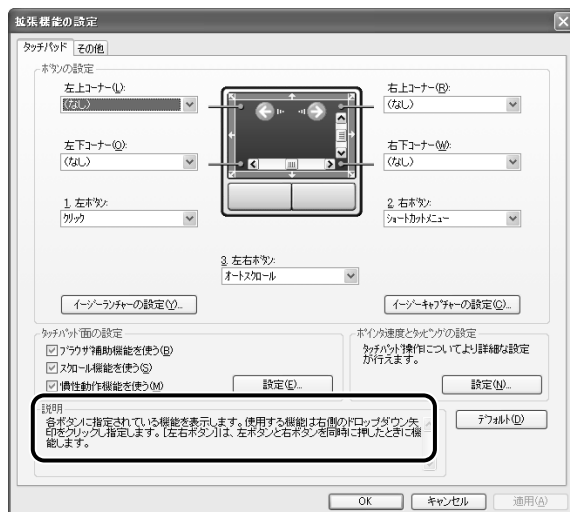 拡張機能の設定
タッチパッド その他
ボタンの設定
左上コーナー(L):
(なし)
右上コーナー(R):
(なし)
左下コーナー(O):
(なし)
右下コーナー(W):
(なし)
1. 左ボタン:
クリック
2. 右ボタン:
ショートカットメニュー
3. 左右ボタン:
オートスクロール
イージーランチャーの設定(Y)...
イージーキャプチャーの設定(C)...
タッチパッド面の設定
ブラウザ補助機能を使う(B)
スクロール機能を使う(S)
慣性動作機能を使う(M)
設定(E)...
ポインタ速度とタッピングの設定
タッチパッド操作についてより詳細な設定
が行えます。
設定(N)...
説明
各ボタンに指定されている機能を表示します。使用する機能は右側のドロップダウン矢
印をクリックし指定します。[左右ボタン]は、左ボタンと右ボタンを同時に押したときに機
能します。
デフォルト(D)
OK キャンセル 適用(A)